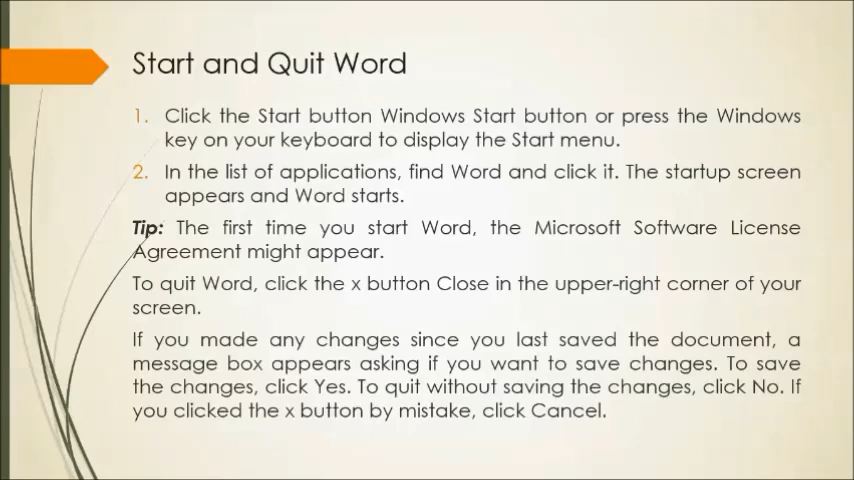 Start and Quit Word
1. Click the Start button Windows Start button or press the Windows
key on your keyboard to display the Start menu.
2. In the list of applications, find Word and click it. The startup screen
appears and Word starts.
Tip: The first time you start Word, the Microsoft Software License
Agreement might appear.
To quit Word, click the x button Close in the upper-right corner of your
screen.
If you made any changes since you last saved the document, a
message box appears asking if you want to save changes. To save
the changes, click Yes. To quit without saving the changes, click No. If
you clicked the x button by mistake, click Cancel.